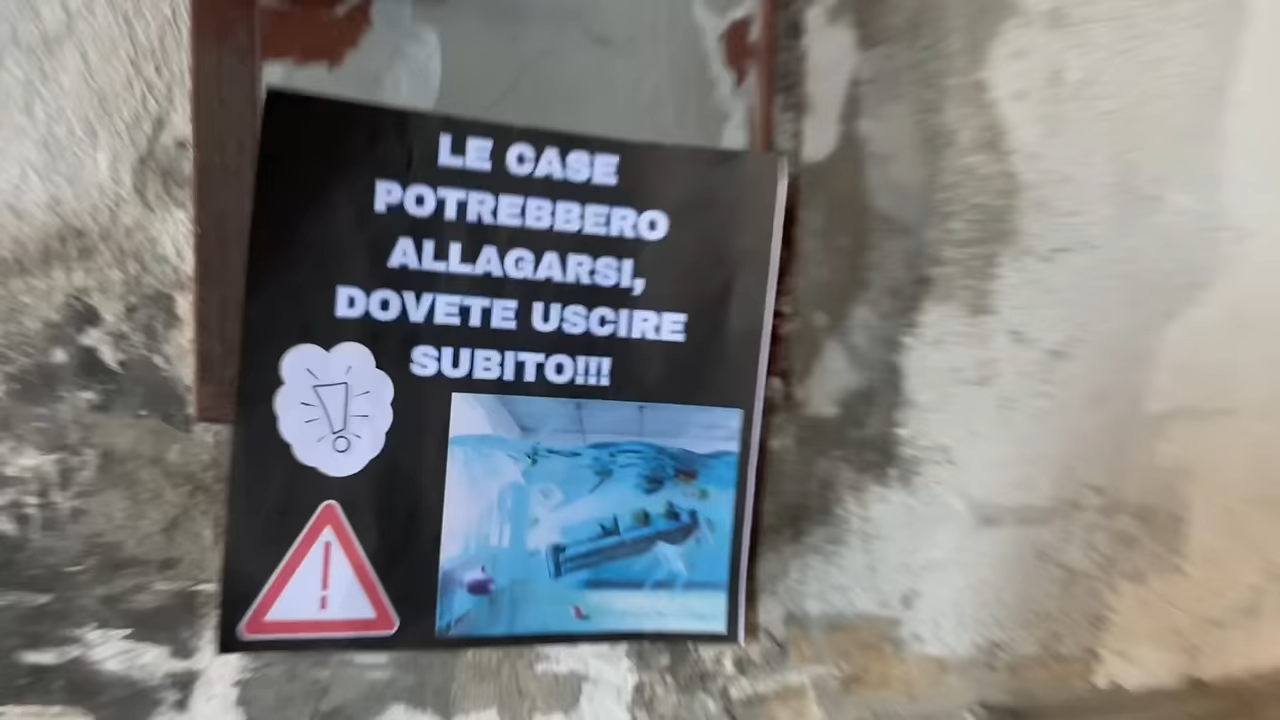 LE CASE
POTREBBERO
ALLAGARSI,
DOVETE USCIRE
SUBITO!!!